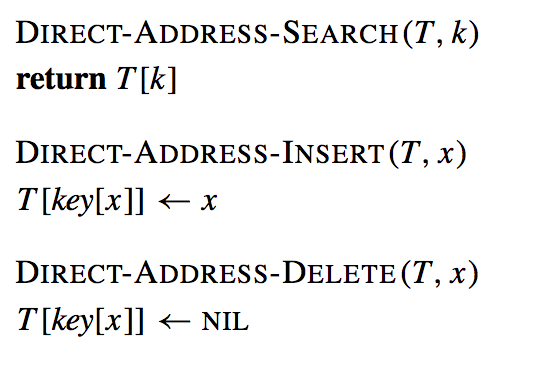 DIRECT-ADDRESS-SEARCH(T, k)
return T[k]
DIRECT-ADDRESS-INSERT(T, x)
T[key[x]] ← x
DIRECT-ADDRESS-DELETE(T, x)
T[key[x]] ← NIL